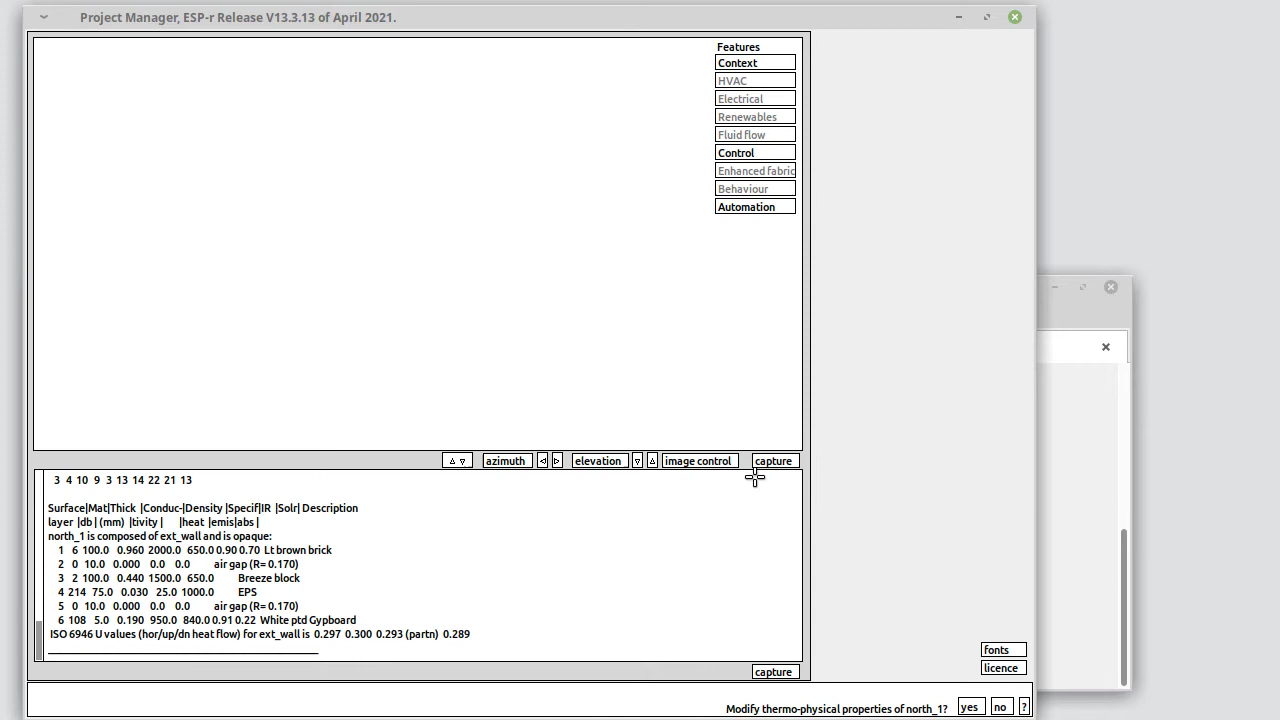 Project Manager, ESP-r Release V13.3.13 of April 2021.
Features
Context
HVAC
Electrical
Renewables
Fluid flow
Control
Enhanced fabric
Behaviour
Automation
azimuth
elevation
image control
capture
3 4 10 9 3 13 14 22 21 13
Surface|Mat|Thick |Conduc-|Density |Specif|IR |Solr| Description
layer |db | (mm) |tivity | |heat |emis|abs |
north_1 is composed of ext_wall and is opaque:
1 6 100.0 0.960 2000.0 650.0 0.90 0.70 Lt brown brick
2 0 10.0 0.000 0.0 0.0 air gap (R= 0.170)
3 2 100.0 0.440 1500.0 650.0 Breeze block
4 214 75.0 0.030 25.0 1000.0 EPS
5 0 10.0 0.000 0.0 0.0 air gap (R= 0.170)
6 108 5.0 0.190 950.0 840.0 0.91 0.22 White ptd Gypboard
ISO 6946 U values (hor/up/dn heat flow) for ext_wall is 0.297 0.300 0.293 (partn) 0.289
capture
fonts
licence
Modify thermo-physical properties of north_1? yes no ?